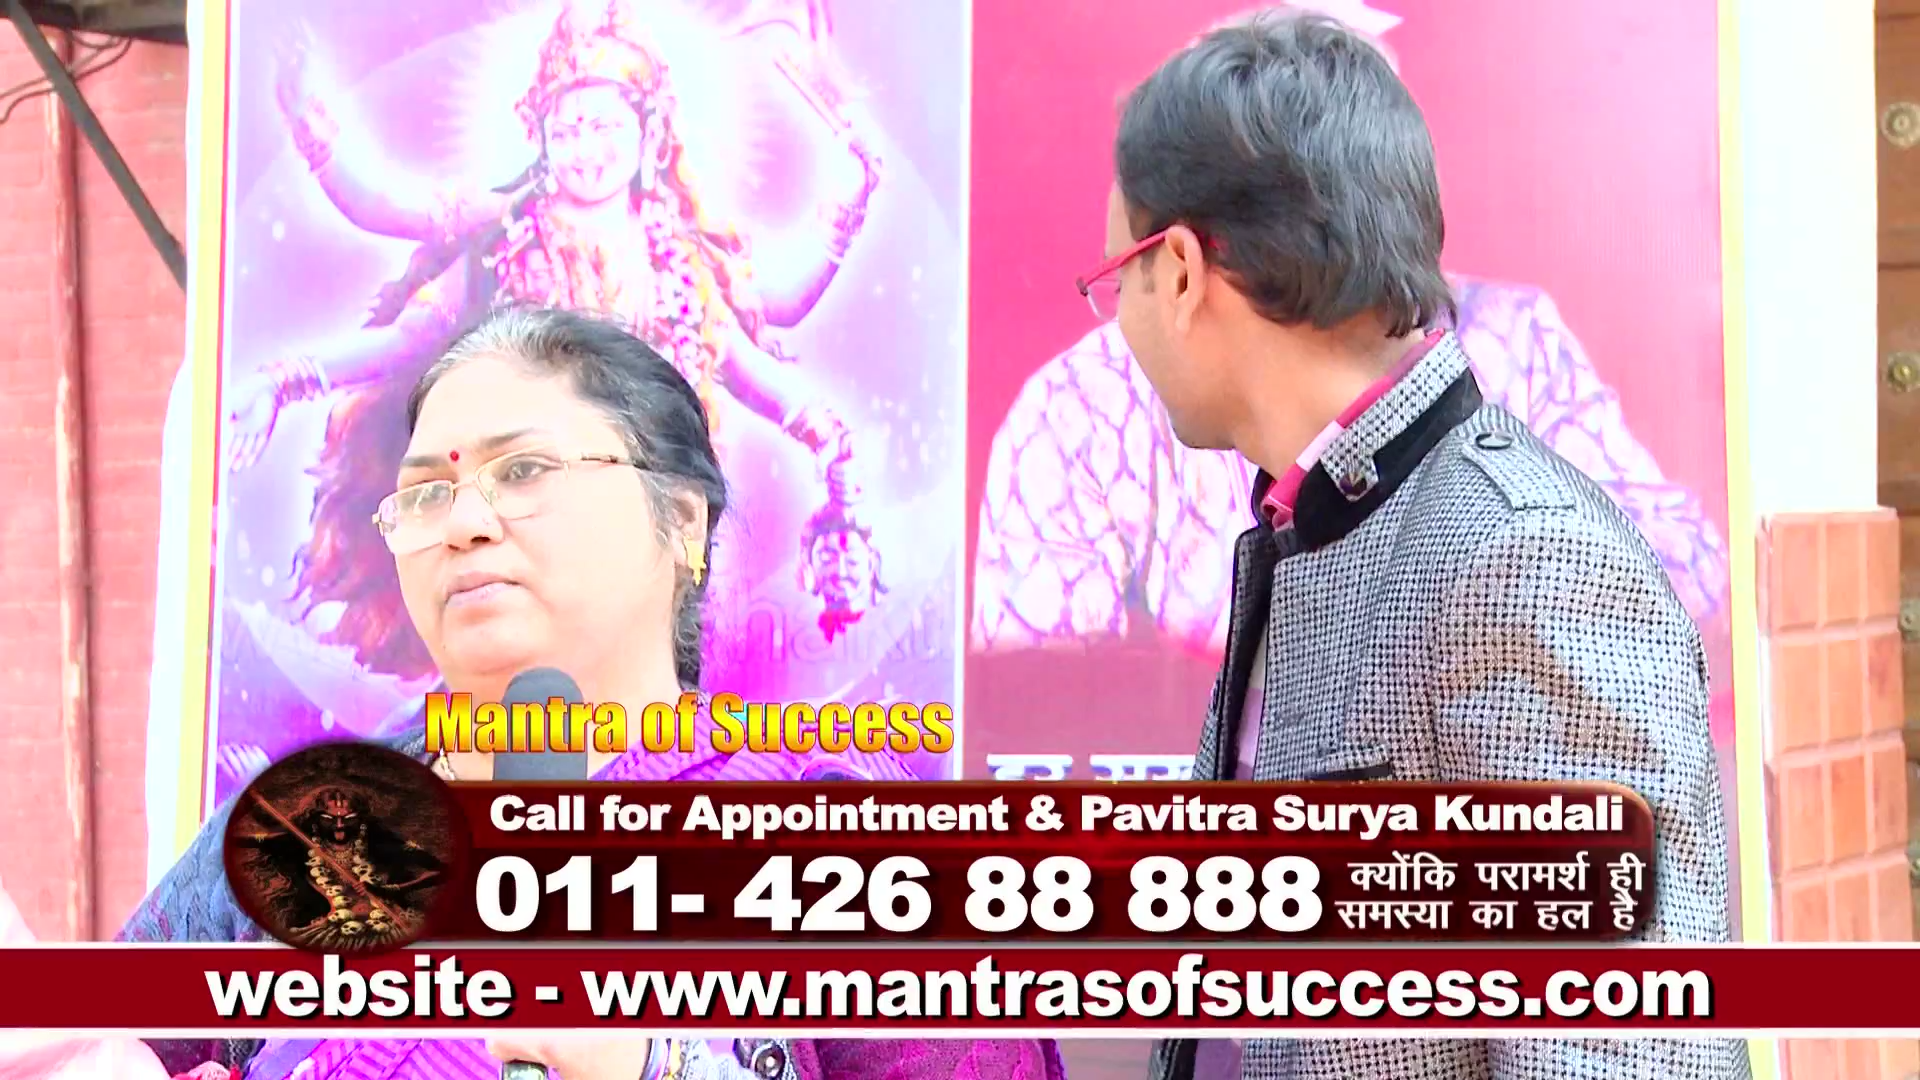 Mantra of Success
Call for Appointment & Pavitra Surya Kundali
011- 426 88 888
क्योंकि परामर्श ही
समस्या का हल है
website - www.mantrasofsuccess.com